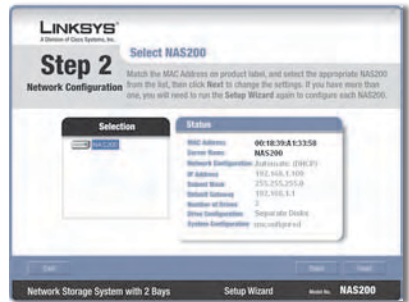 LINKSYS®
A Division of Cisco Systems, Inc.
Step 2
Network Configuration
Select NAS200
Match the MAC Address on product label, and select the appropriate NAS200
from the list, then click Next to change the settings. If you have more than
one, you will need to run the Setup Wizard again to configure each NAS200.
Selection
NAS200
Status
MAC Address 00:18:39:A1:33:58
Server Name NAS200
Network Configuration Automatic (DHCP)
IP Address 192.168.1.100
Subnet Mask 255.255.255.0
Default Gateway 192.168.1.1
Number of Drives 2
Drive Configuration Separate Disks
System Configuration unconfigured
Exit
Next
Network Storage System with 2 Bays Setup Wizard Model No. NAS200